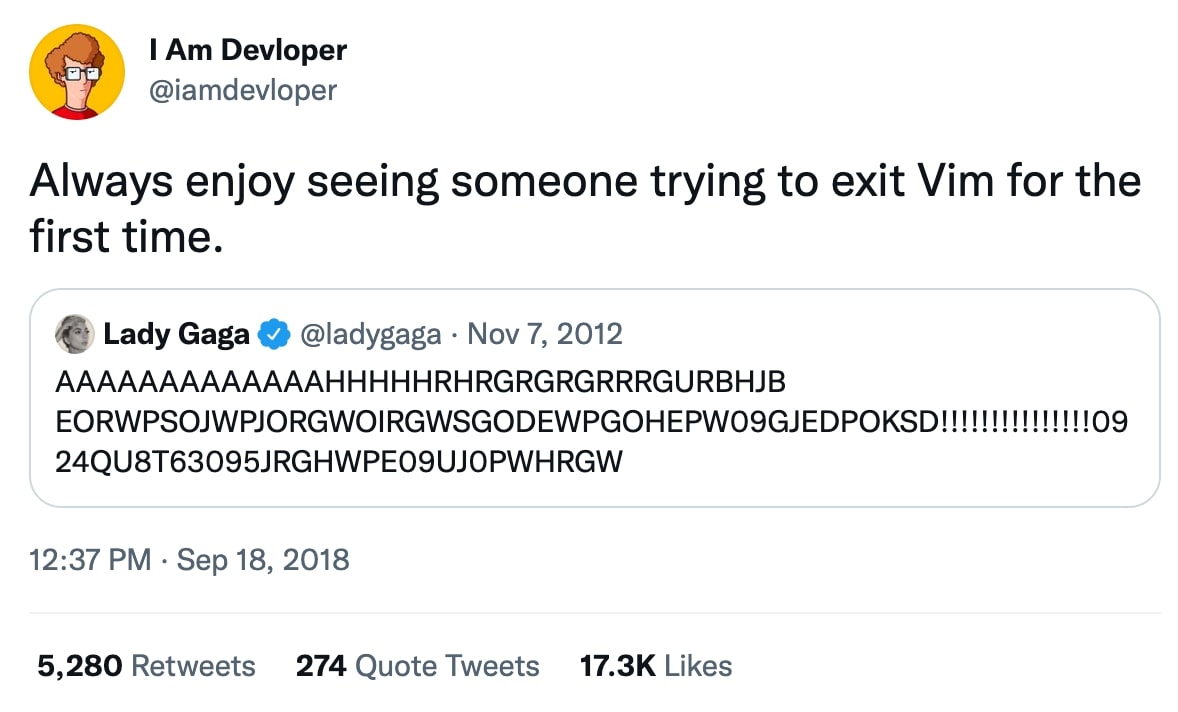 I Am Devloper
@iamdevloper
Always enjoy seeing someone trying to exit Vim for the
first time.
Lady Gaga @ladygaga · Nov 7, 2012
AAAAAAAAAAAAAHHHHHRHRGRGRGRRRGURBHJB
EORWPSOJWPJORGWOIRGWSGODEWPGOHEPW09GJEDPOKSD!!!!!!!!!!!!!!!09
24QU8T63095JRGHWPE09UJ0PWHRGW
12:37 PM · Sep 18, 2018
5,280 Retweets 274 Quote Tweets 17.3K Likes